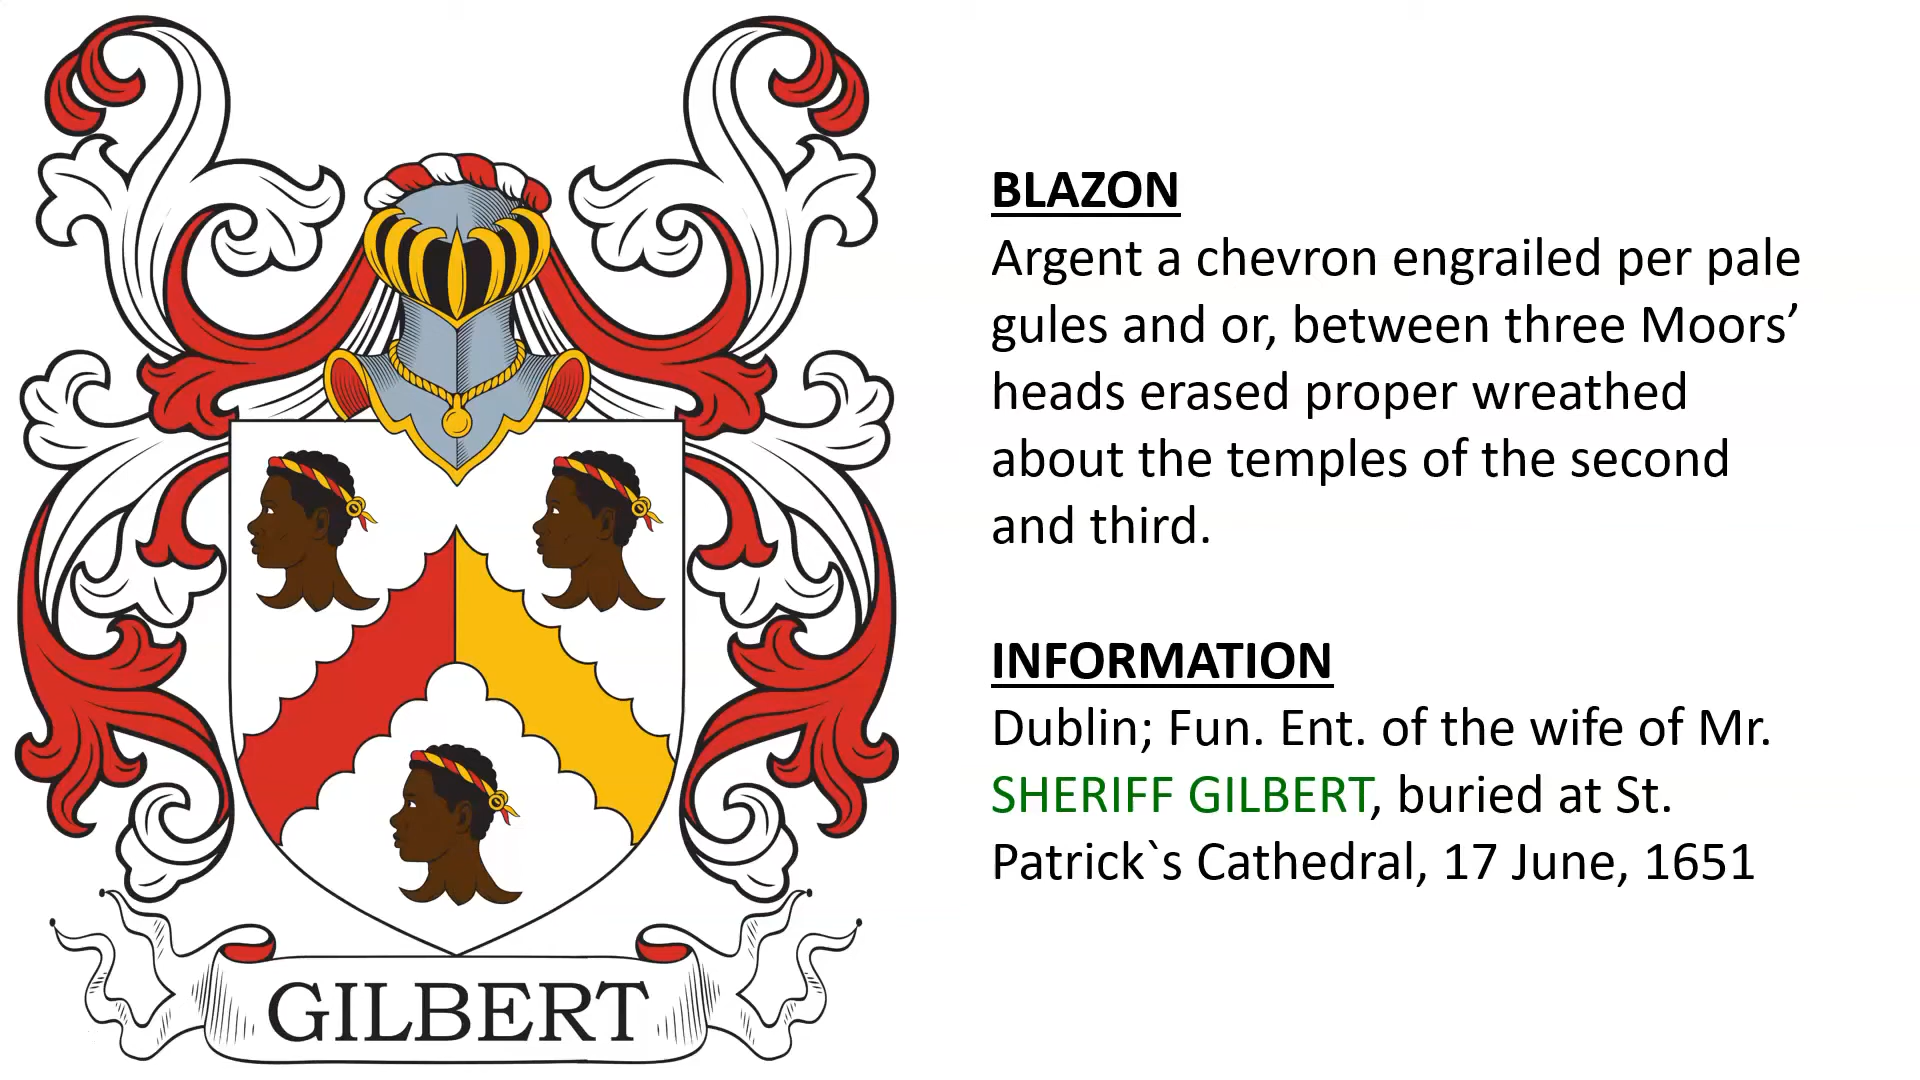 BLAZON
Argent a chevron engrailed per pale
gules and or, between three Moors’
heads erased proper wreathed
about the temples of the second
and third.
INFORMATION
Dublin; Fun. Ent. of the wife of Mr.
SHERIFF GILBERT, buried at St.
Patrick`s Cathedral, 17 June, 1651
GILBERT